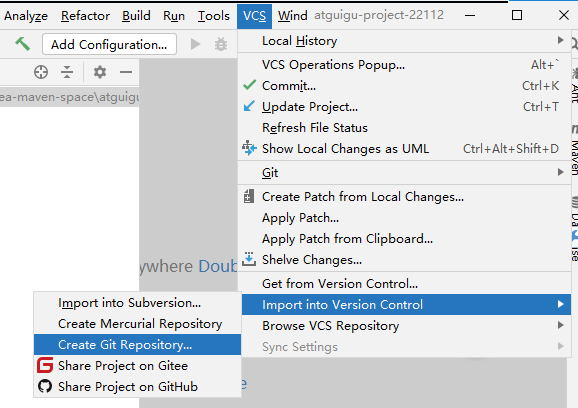 Analyze Refactor Build Run Tools VCS Wind atguigu-project-22112
Add Configuration...
Local History
VCS Operations Popup... Alt+`
Commit... Ctrl+K
Update Project... Ctrl+T
Refresh File Status
Show Local Changes as UML Ctrl+Alt+Shift+D
Git
Create Patch from Local Changes...
Apply Patch...
Apply Patch from Clipboard...
Shelve Changes...
Get from Version Control...
Import into Version Control
Browse VCS Repository
Sync Settings
ea-maven-space\atguigu
ywhere Doub
Import into Subversion...
Create Mercurial Repository
Create Git Repository...
Share Project on Gitee
Share Project on GitHub
Ant
Maven
Da